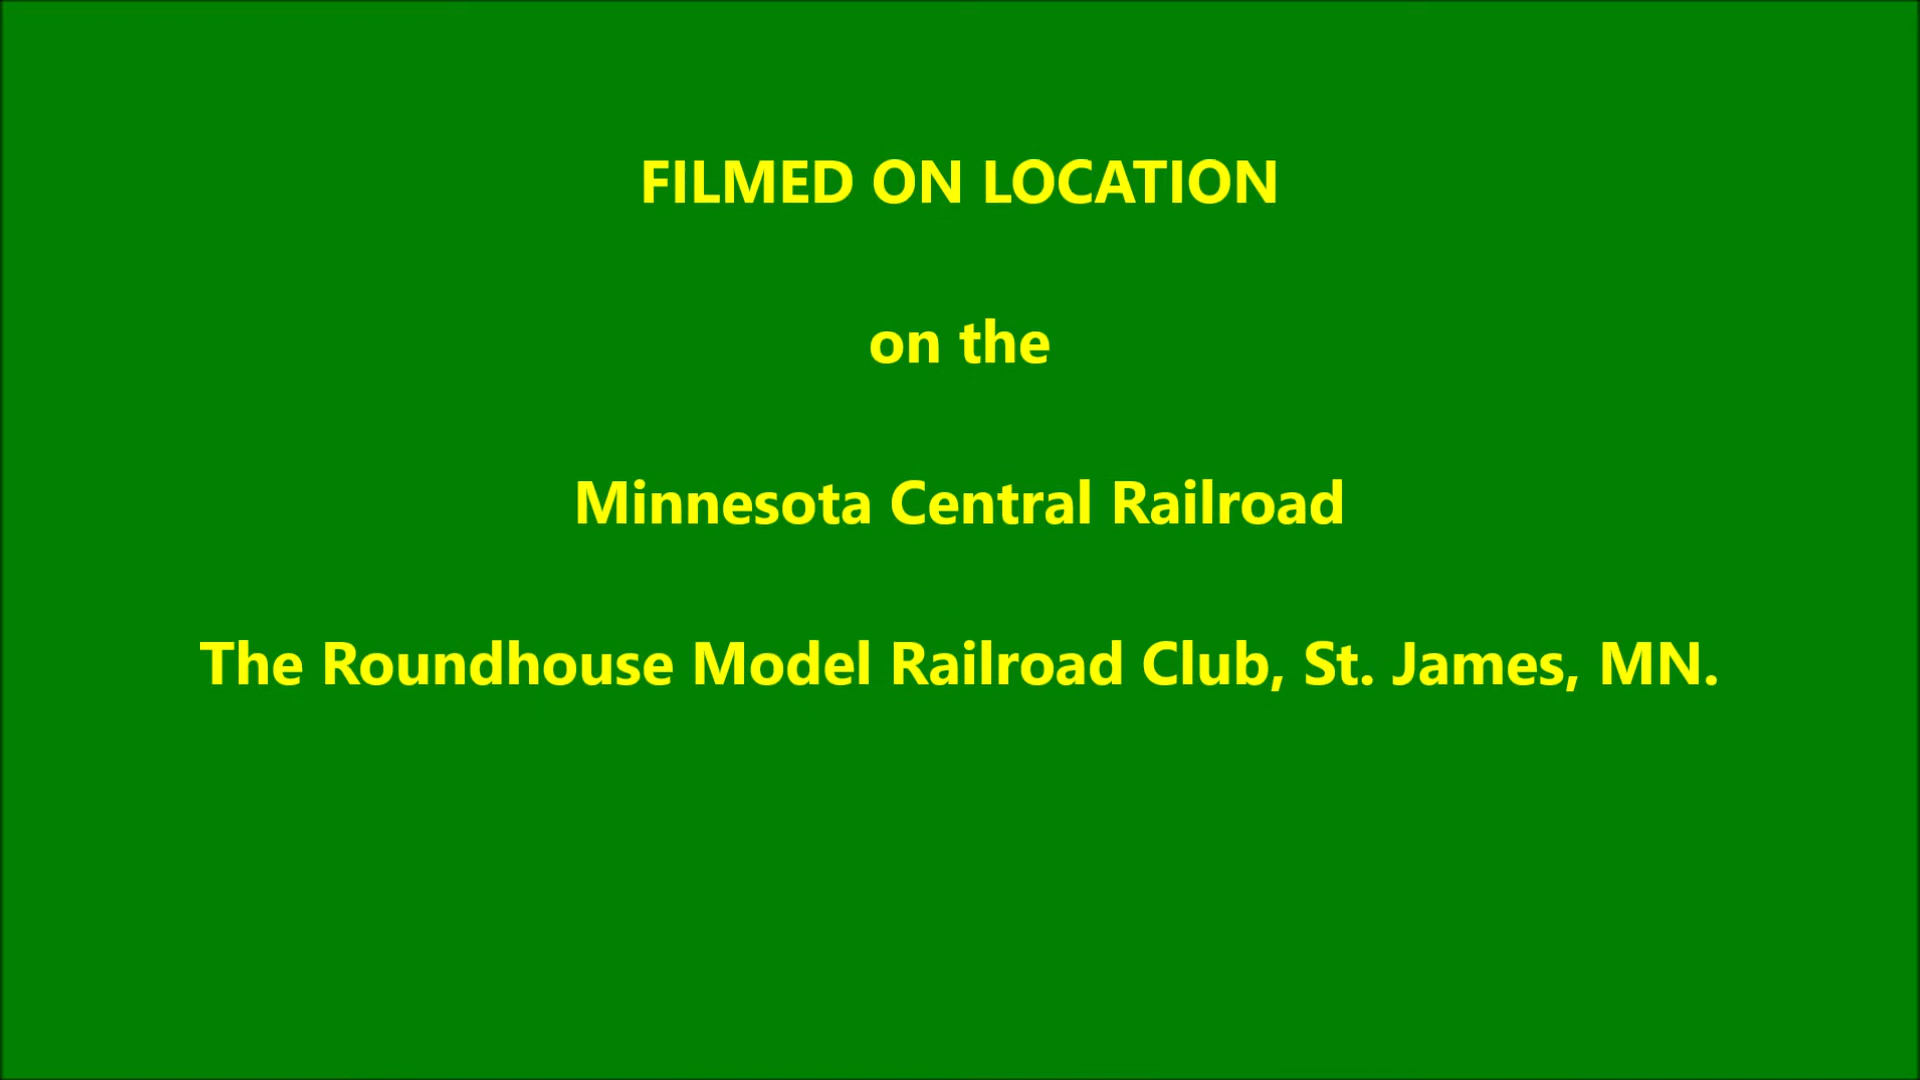 FILMED ON LOCATION
on the
Minnesota Central Railroad
The Roundhouse Model Railroad Club, St. James, MN.